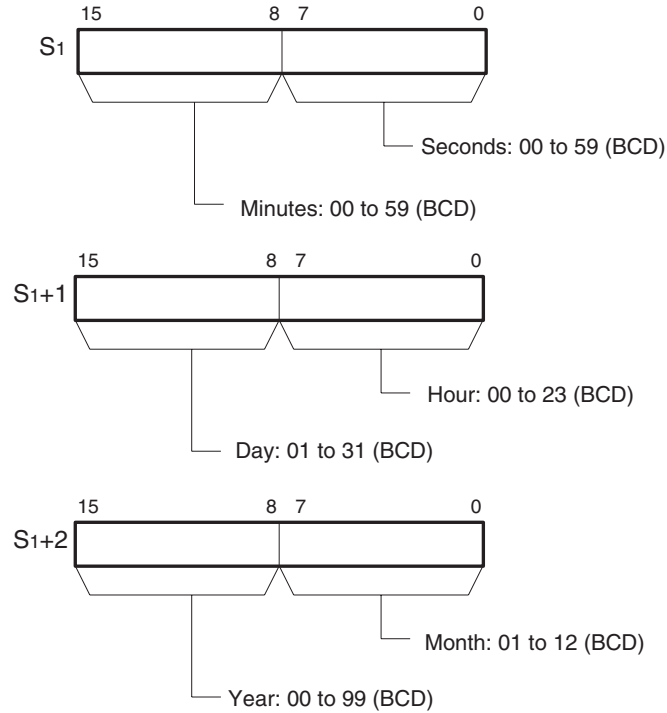 15 8 7 0
S1
Seconds: 00 to 59 (BCD)
Minutes: 00 to 59 (BCD)
15 8 7 0
S1+1
Hour: 00 to 23 (BCD)
Day: 01 to 31 (BCD)
15 8 7 0
S1+2
Month: 01 to 12 (BCD)
Year: 00 to 99 (BCD)